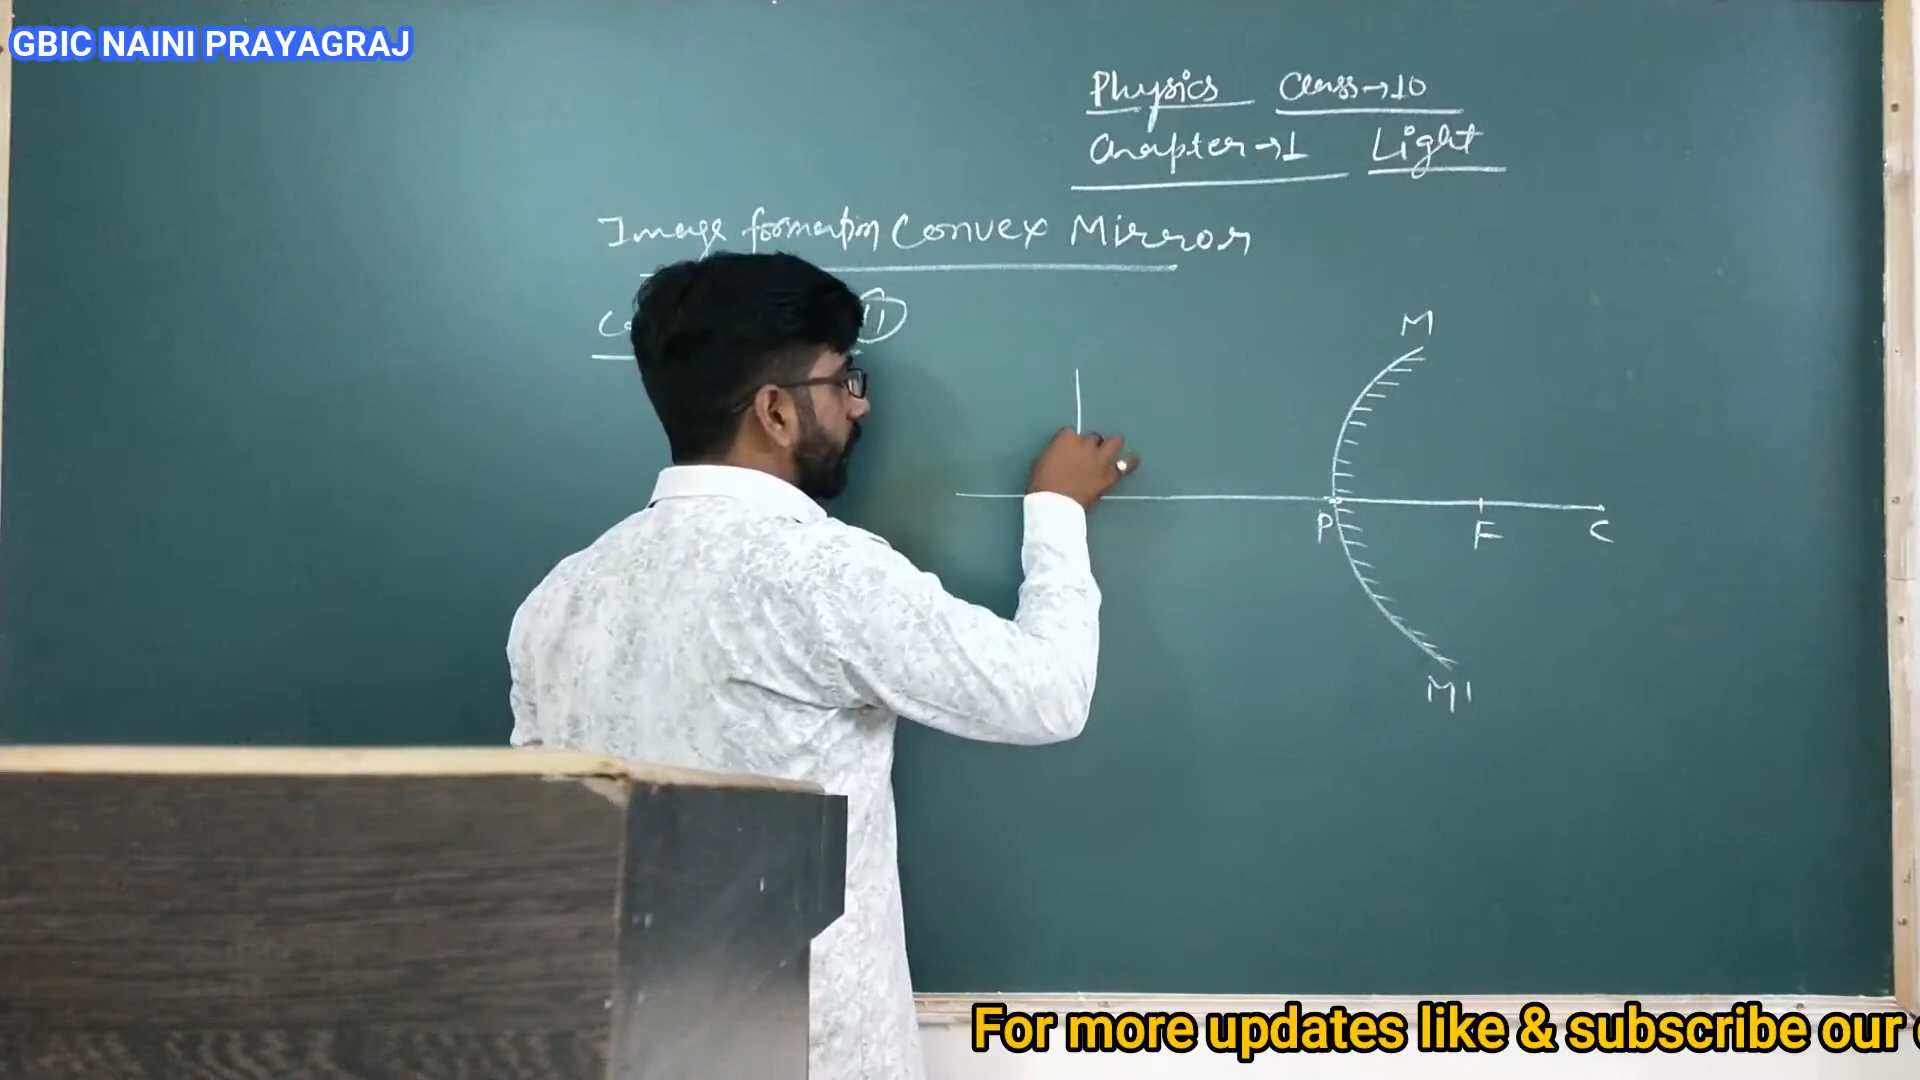 GBIC NAINI PRAYAGRAJ
Physics Class→10
Chapter→1 Light
Image formation Convex Mirror
M
P F C
M1
For more updates like & subscribe our